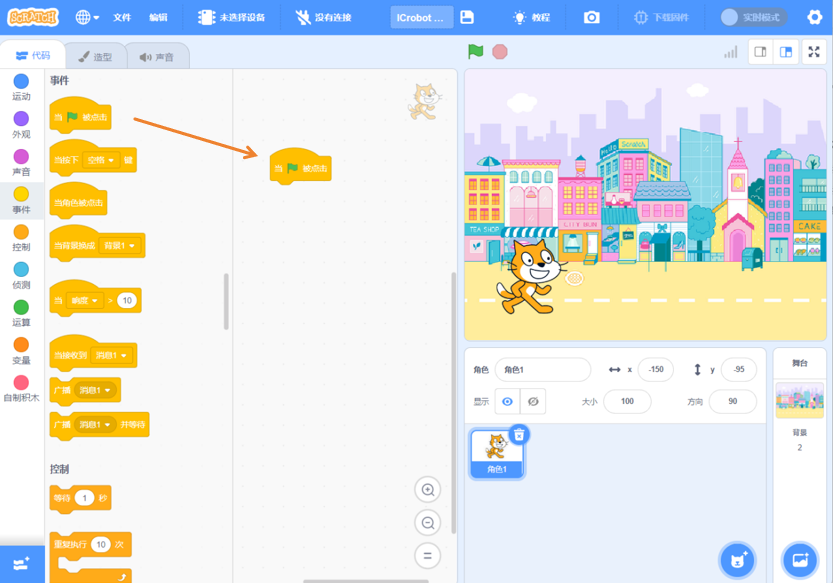 SCRATCH
文件
编辑
未选择设备
没有连接
ICrobot ...
教程
下载固件
实时模式
代码
造型
声音
运动
外观
声音
事件
控制
侦测
运算
变量
自制积木
事件
当 被点击
当按下 空格 键
当角色被点击
当背景换成 背景1
当 响度 > 10
当接收到 消息1
广播 消息1
广播 消息1 并等待
控制
等待 1 秒
重复执行 10 次
当 被点击
Scratch
TEA SHOP
CAKE
角色 角色1 x -150 y -95
显示 大小 100 方向 90
角色1
舞台
背景
2